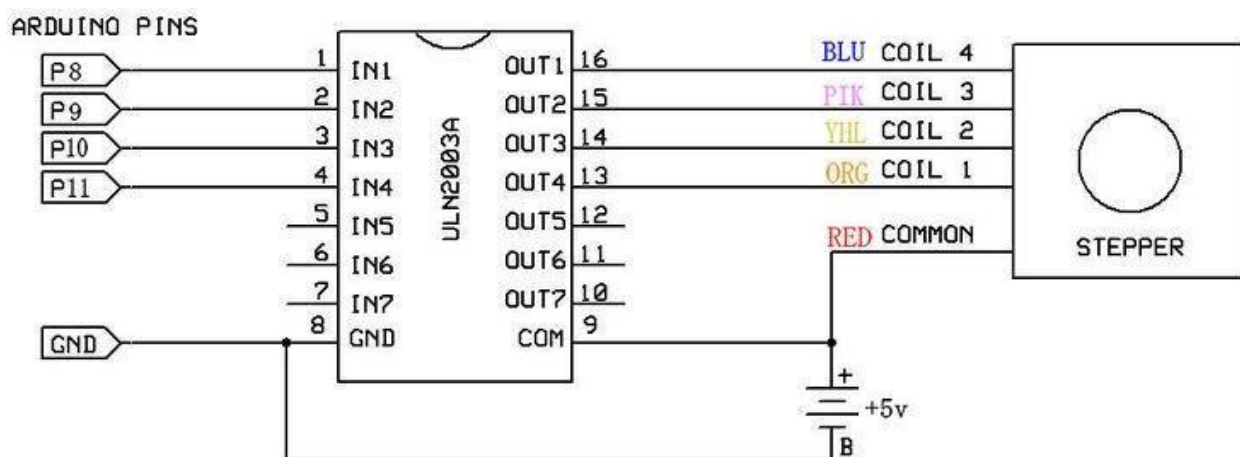 ARDUINO PINS
P8
P9
P10
P11
GND
1 IN1
2 IN2
3 IN3
4 IN4
5 IN5
6 IN6
7 IN7
8 GND
ULN2003A
OUT1 16
OUT2 15
OUT3 14
OUT4 13
OUT5 12
OUT6 11
OUT7 10
COM 9
BLU COIL 4
PIK COIL 3
YHL COIL 2
ORG COIL 1
RED COMMON
STEPPER
+
+5v
B